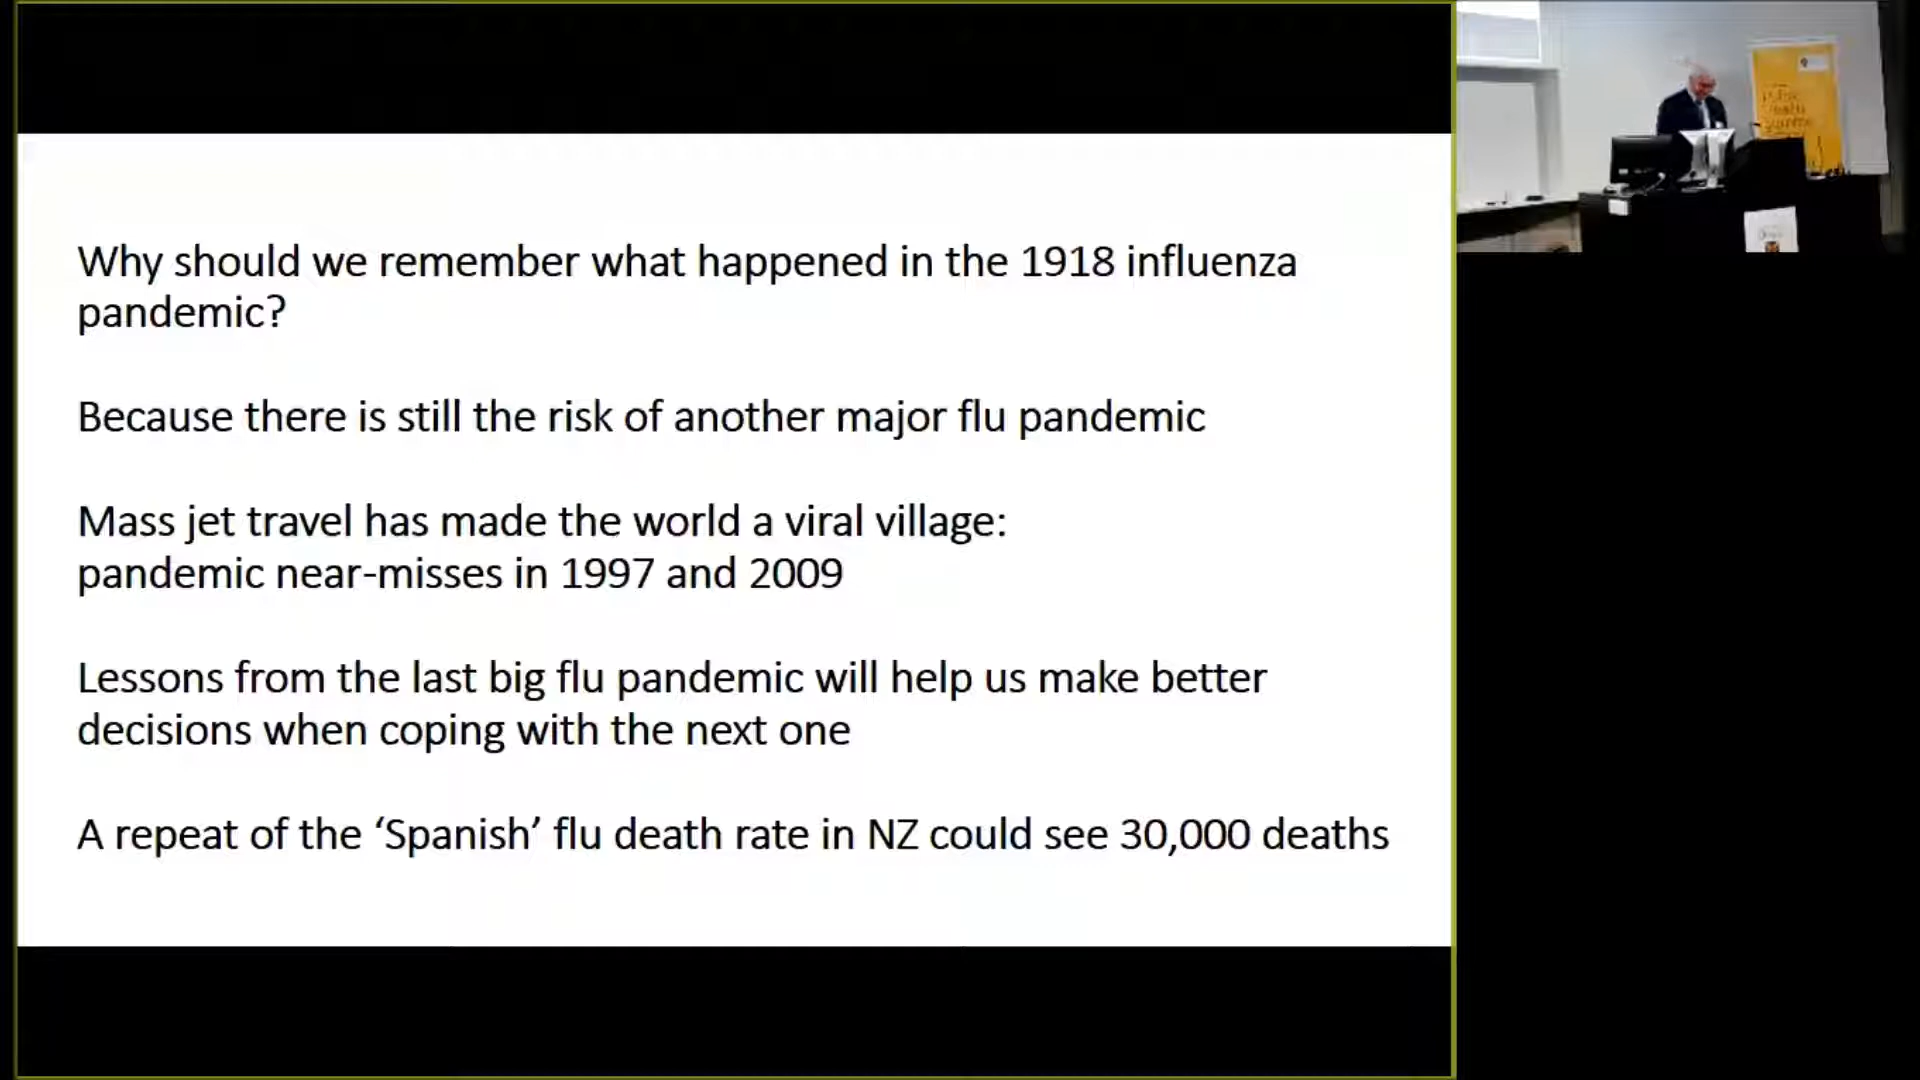 Why should we remember what happened in the 1918 influenza
pandemic?
Because there is still the risk of another major flu pandemic
Mass jet travel has made the world a viral village:
pandemic near-misses in 1997 and 2009
Lessons from the last big flu pandemic will help us make better
decisions when coping with the next one
A repeat of the ‘Spanish’ flu death rate in NZ could see 30,000 deaths